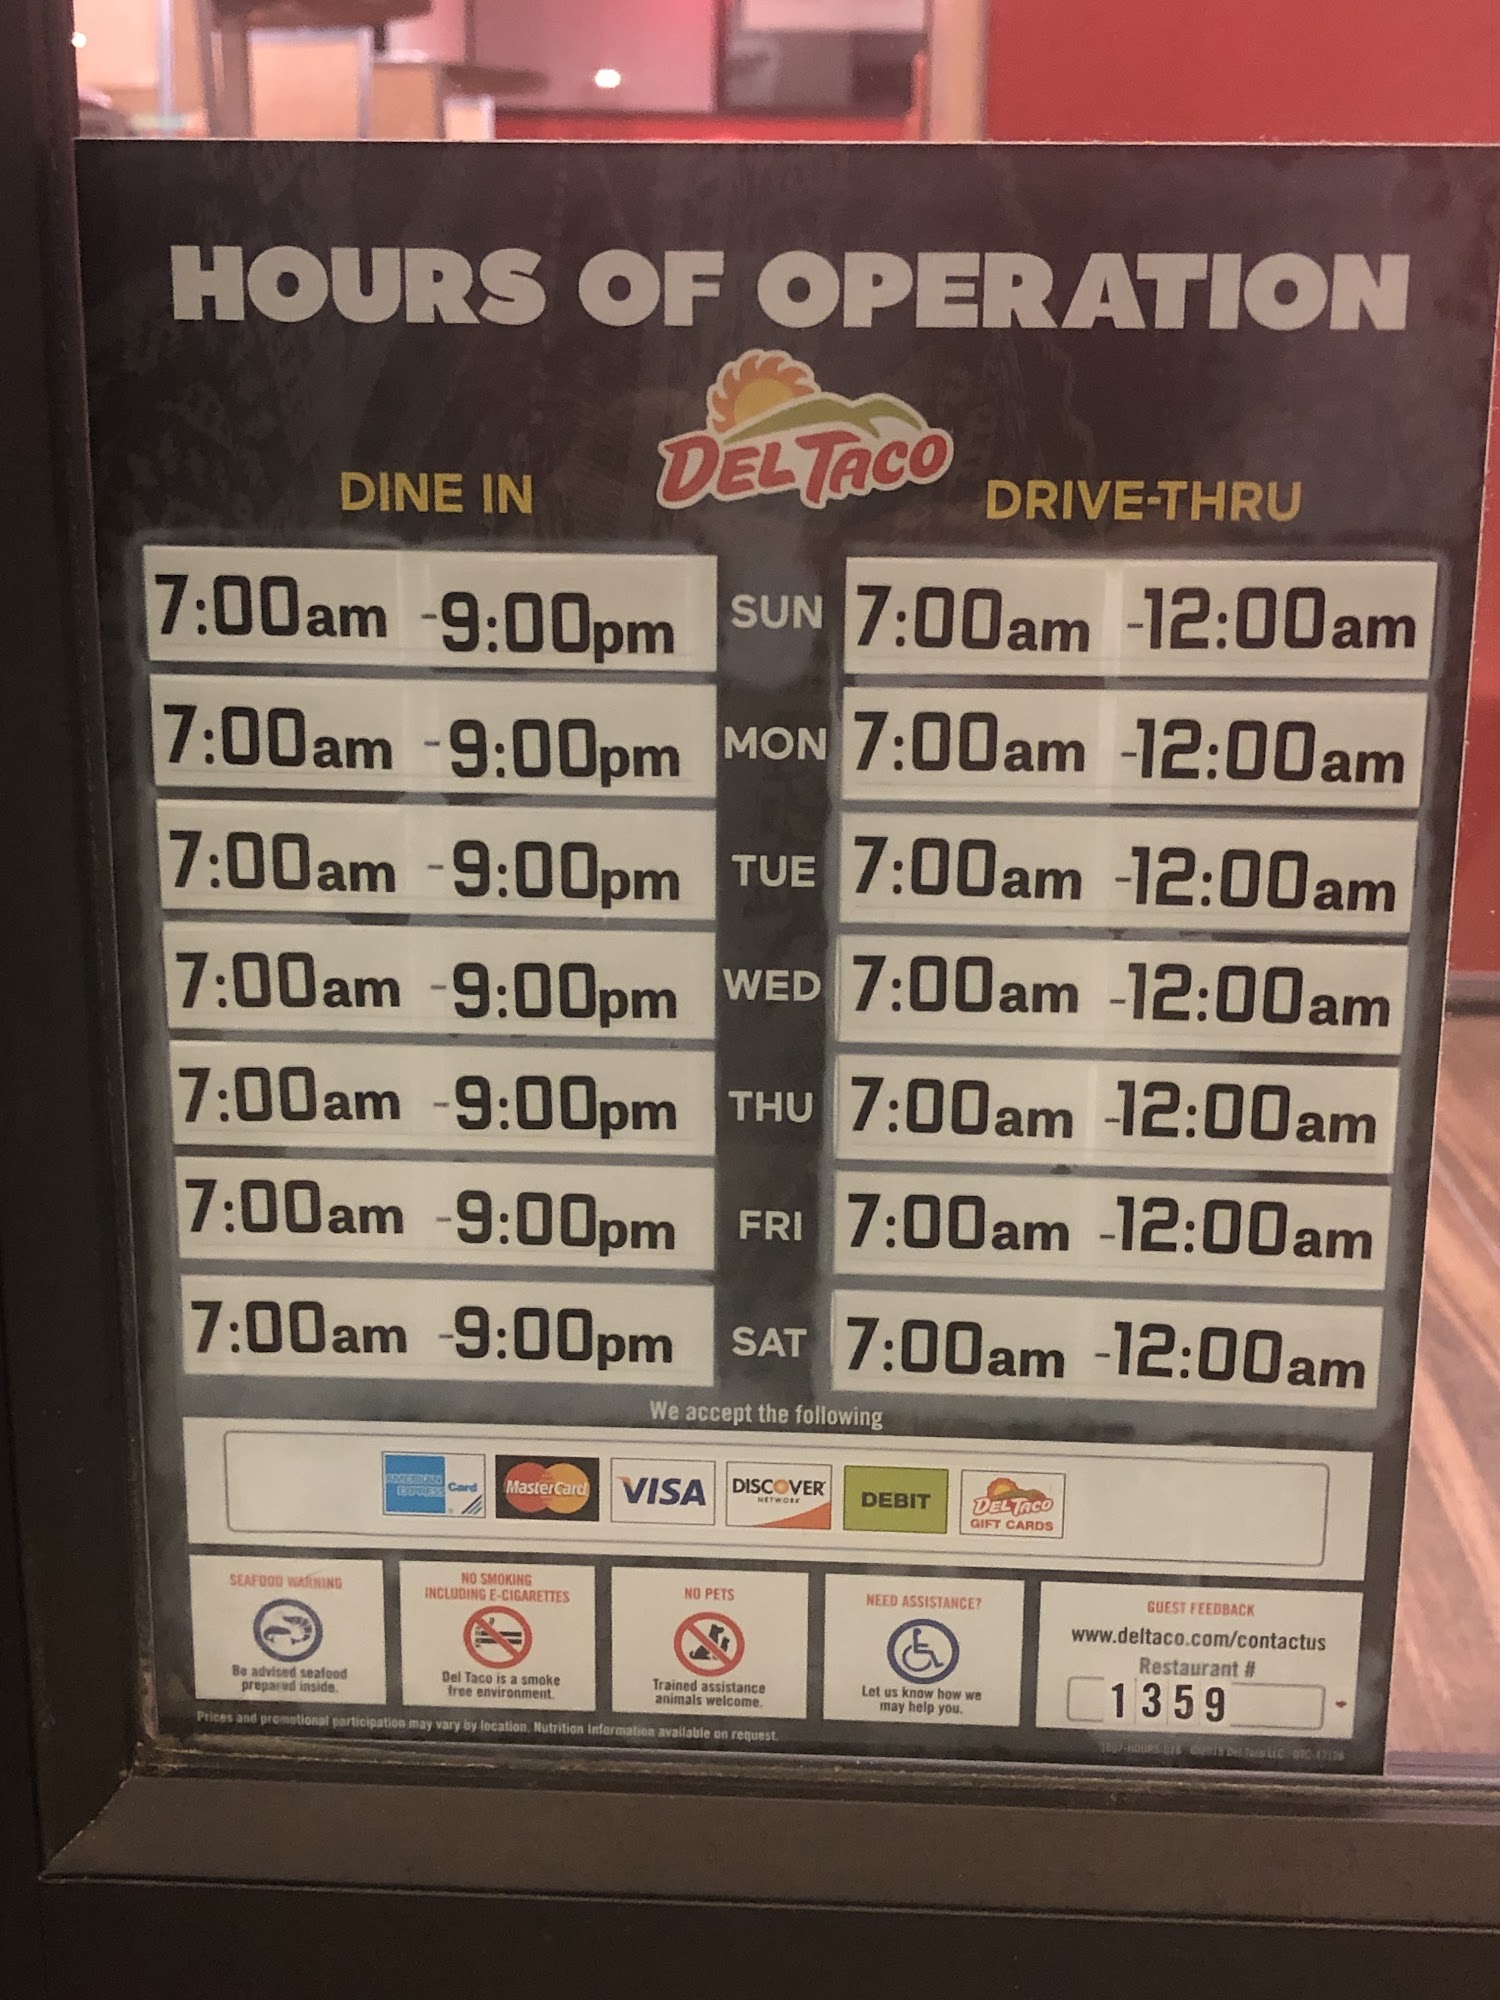 HOURS OF OPERATION
DEL TACO
DINE IN DRIVE-THRU
7:00am -9:00pm SUN 7:00am -12:00am
7:00am -9:00pm MON 7:00am -12:00am
7:00am -9:00pm TUE 7:00am -12:00am
7:00am -9:00pm WED 7:00am -12:00am
7:00am -9:00pm THU 7:00am -12:00am
7:00am -9:00pm FRI 7:00am -12:00am
7:00am -9:00pm SAT 7:00am -12:00am
We accept the following
AMERICAN EXPRESS Card
MasterCard
VISA
DISCOVER
NETWORK
DEBIT
DEL TACO
GIFT CARDS
SEAFOOD WARNING
Be advised seafood
prepared inside.
NO SMOKING
INCLUDING E-CIGARETTES
Del Taco is a smoke
free environment.
NO PETS
Trained assistance
animals welcome.
NEED ASSISTANCE?
Let us know how we
may help you.
GUEST FEEDBACK
www.deltaco.com/contactus
Restaurant #
1359
Prices and promotional participation may vary by location. Nutrition Information available on request.